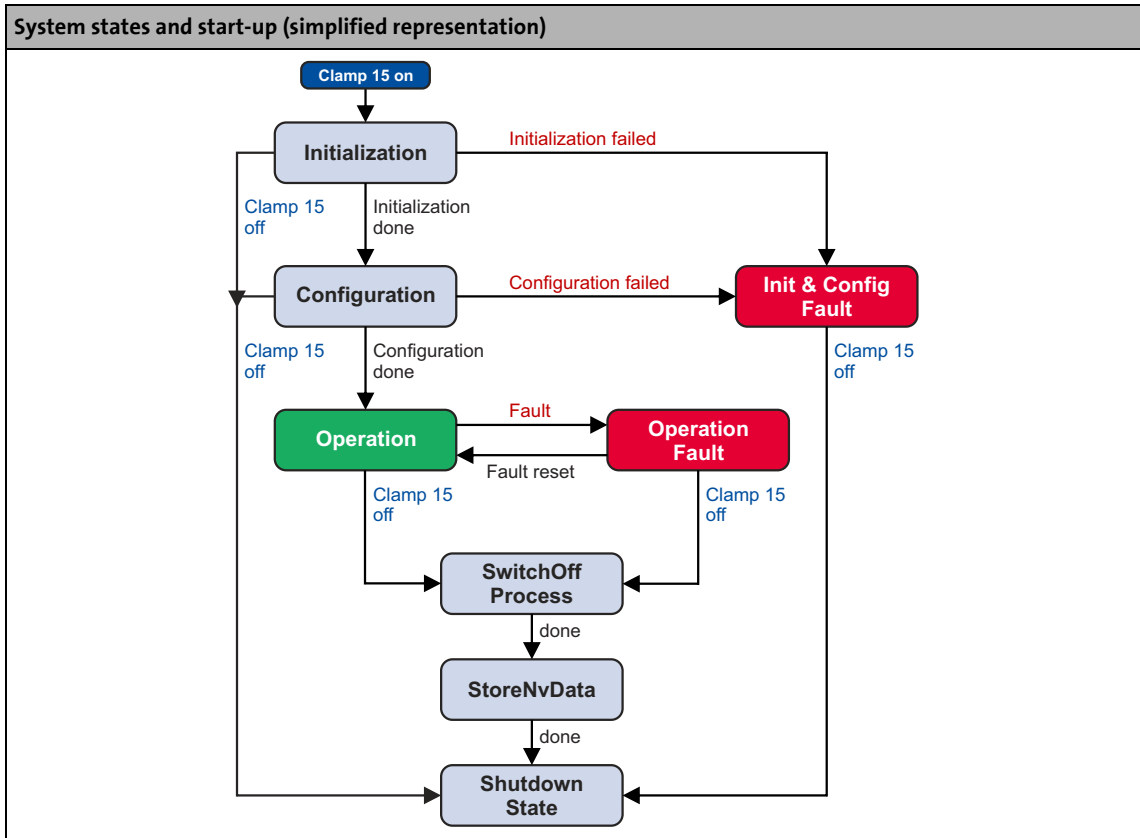 System states and start-up (simplified representation)
Clamp 15 on
Initialization
Initialization failed
Clamp 15
off
Initialization
done
Configuration
Configuration failed
Init & Config
Fault
Clamp 15
off
Configuration
done
Clamp 15
off
Operation
Fault
Operation
Fault
Fault reset
Clamp 15
off
Clamp 15
off
SwitchOff
Process
done
StoreNvData
done
Shutdown
State